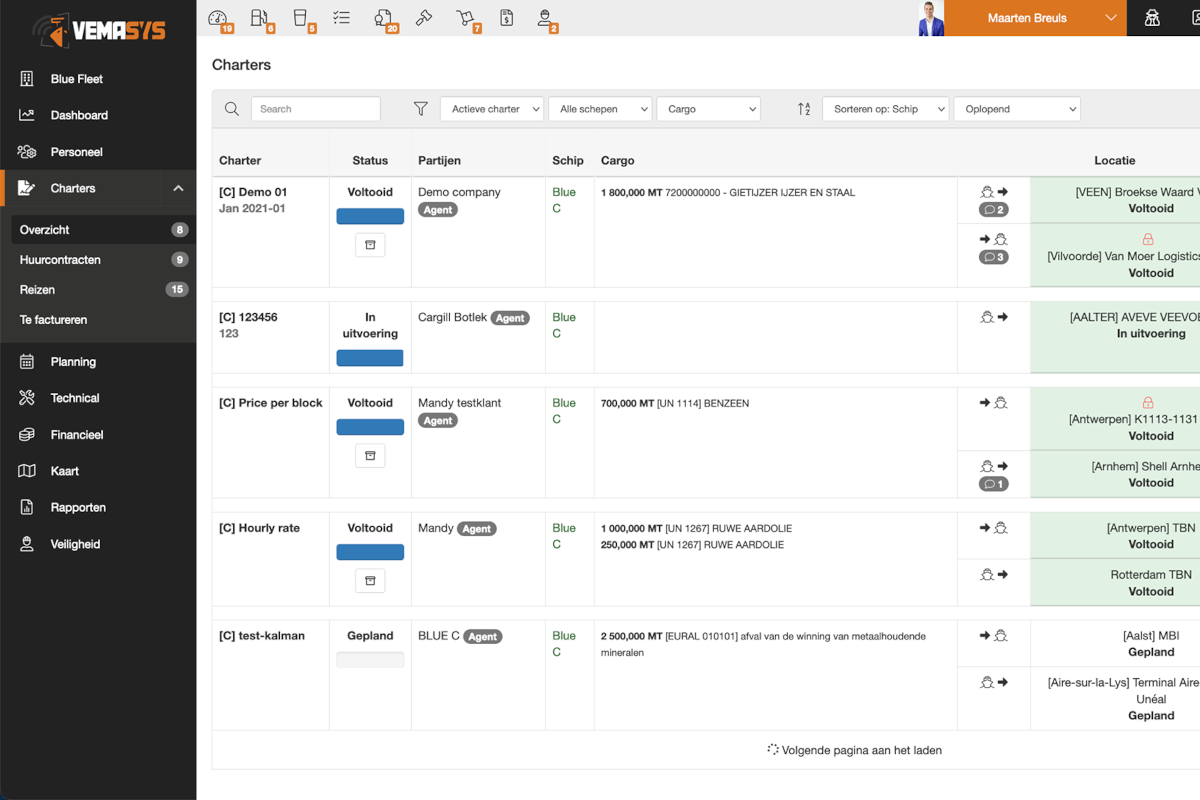 VEMASYS
19
6
5
20
7
2
Maarten Breuls
Blue Fleet
Dashboard
Personeel
Charters
Overzicht 8
Huurcontracten 9
Reizen 15
Te factureren
Planning
Technical
Financieel
Kaart
Rapporten
Veiligheid
Charters
Search
Actieve charter
Alle schepen
Cargo
Sorteren op: Schip
Oplopend
Charter Status Partijen Schip Cargo Locatie
[C] Demo 01
Jan 2021-01
Voltooid
Demo company
Agent
Blue
C
1 800,000 MT 7200000000 - GIETIJZER IJZER EN STAAL
2
[VEEN] Broekse Waard
Voltooid
3
[Vilvoorde] Van Moer Logistics
Voltooid
[C] 123456
123
In
uitvoering
Cargill Botlek Agent
Blue
C
[AALTER] AVEVE
In uitvoering
[C] Price per block
Voltooid
Mandy testklant
Agent
Blue
C
700,000 MT [UN 1114] BENZEEN
[Antwerpen] K1113-1131
Voltooid
1
[Arnhem] Shell
Voltooid
[C] Hourly rate
Voltooid
Mandy Agent
Blue
C
1 000,000 MT [UN 1267] RUWE AARDOLIE
250,000 MT [UN 1267] RUWE AARDOLIE
[Antwerpen] TBN
Voltooid
Rotterdam TBN
Voltooid
[C] test-kalman
Gepland
BLUE C Agent
Blue
C
2 500,000 MT [EURAL 010101] afval van de winning van metaalhoudende
mineralen
[Aalst] MBI
Gepland
[Aire-sur-la-Lys] Terminal Aire
Unéal
Gepland
Volgende pagina aan het laden